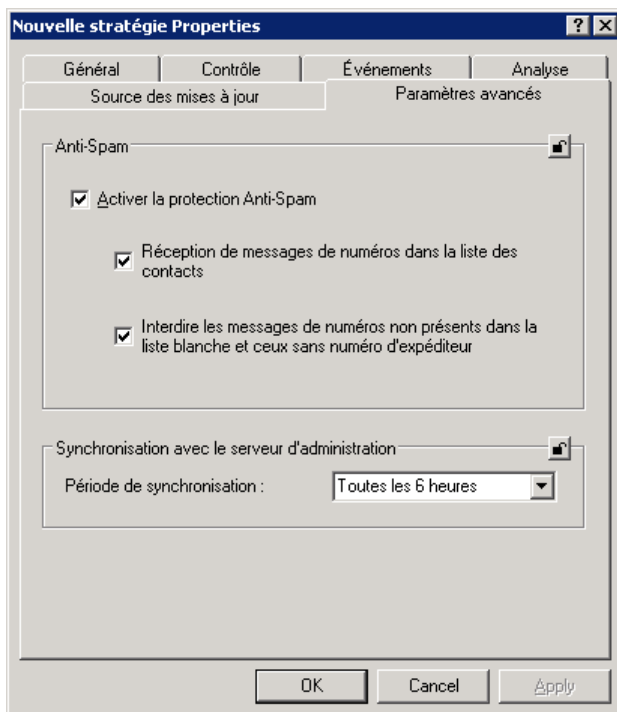 Nouvelle stratégie Properties
Général
Contrôle
Événements
Analyse
Source des mises à jour
Paramètres avancés
Anti-Spam
Activer la protection Anti-Spam
Réception de messages de numéros dans la liste des
contacts
Interdire les messages de numéros non présents dans la
liste blanche et ceux sans numéro d'expéditeur
Synchronisation avec le serveur d'administration
Période de synchronisation :
Toutes les 6 heures
OK
Cancel
Apply